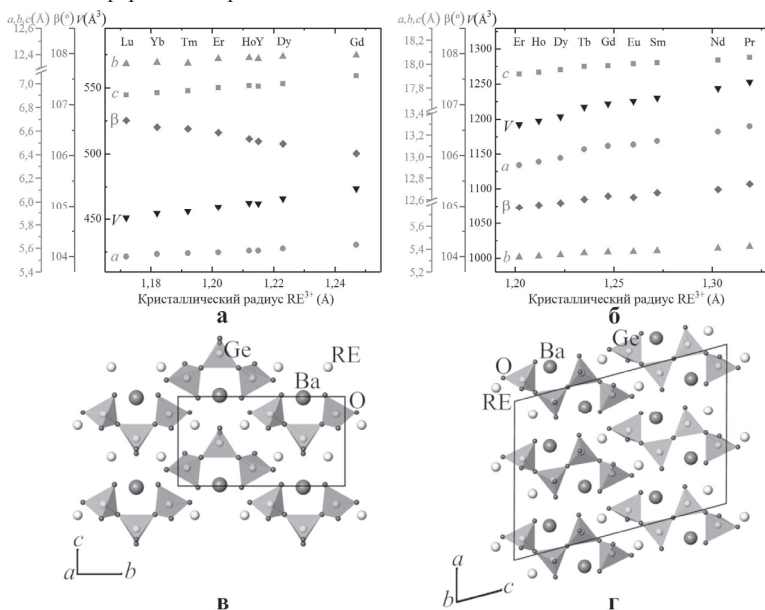 a,b,c(Å) β(°) V(Å³)
12,6
12,4
7,0
6,8
6,6
6,4
6,2
6,0
5,8
5,6
5,4
108
107
106
105
104
550
500
450
Lu Yb Tm Er Ho Y Dy Gd
b
c
β
V
a
1,18 1,20 1,22 1,24
Кристаллический радиус RE³⁺ (Å)
а
a,b,c(Å) β(°) V(Å³)
18,2
18,0
17,8
13,4
13,2
13,0
12,8
12,6
5,6
5,4
5,2
108
107
106
105
104
1300
1250
1200
1150
1100
1050
1000
Er Ho Dy Tb Gd Eu Sm Nd Pr
c
V
a
β
b
1,20 1,25 1,30
Кристаллический радиус RE³⁺ (Å)
б
Ge RE
Ba
O
c
a b
в
Ge
Ba
O
RE
a
b c
г